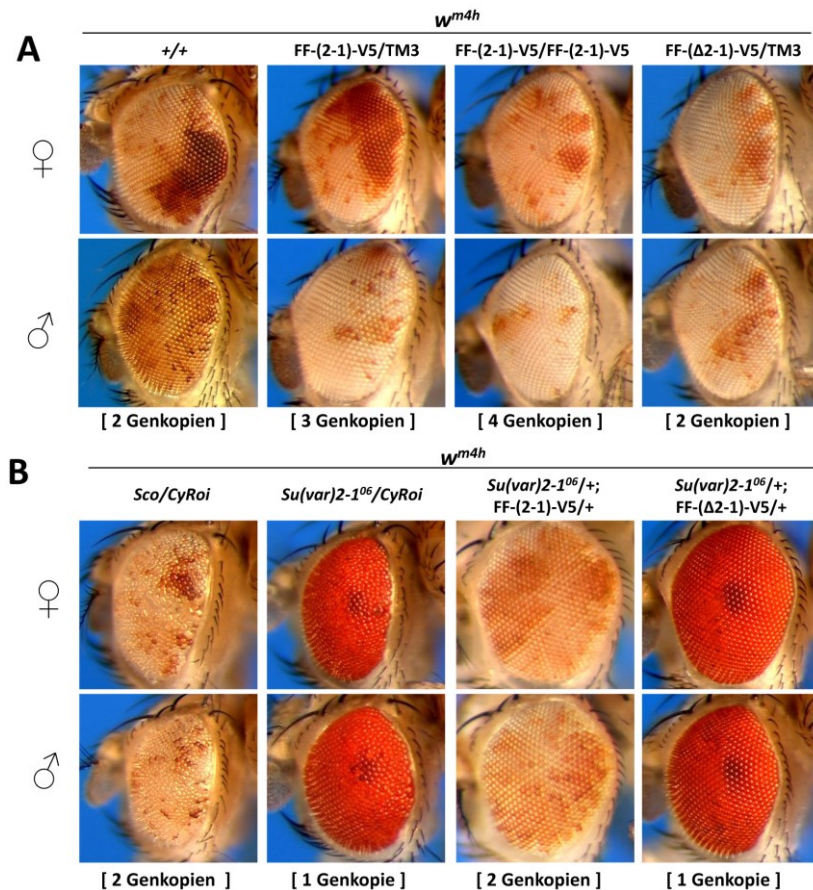 A
w^m4h
+/+ FF-(2-1)-V5/TM3 FF-(2-1)-V5/FF-(2-1)-V5 FF-(Δ2-1)-V5/TM3
♀
♂
[ 2 Genkopien ] [ 3 Genkopien ] [ 4 Genkopien ] [ 2 Genkopien ]
B
w^m4h
Sco/CyRoi Su(var)2-1^06/CyRoi Su(var)2-1^06/+; Su(var)2-1^06/+;
FF-(2-1)-V5/+ FF-(Δ2-1)-V5/+
♀
♂
[ 2 Genkopien ] [ 1 Genkopie ] [ 2 Genkopien ] [ 1 Genkopie ]